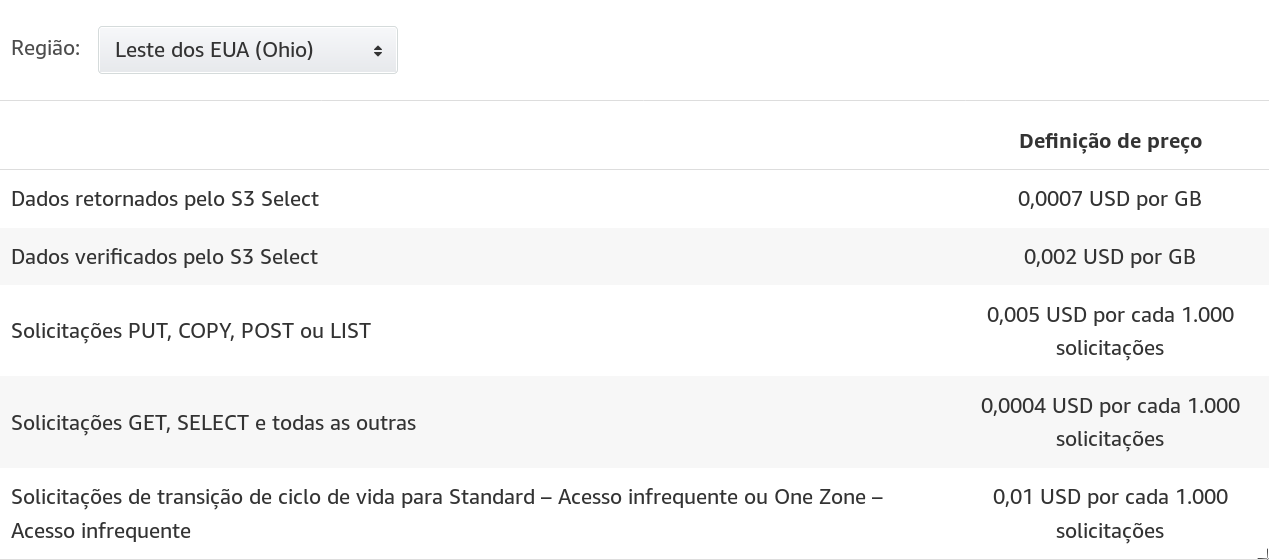 Região: Leste dos EUA (Ohio)
Definição de preço
Dados retornados pelo S3 Select 0,0007 USD por GB
Dados verificados pelo S3 Select 0,002 USD por GB
Solicitações PUT, COPY, POST ou LIST 0,005 USD por cada 1.000
solicitações
Solicitações GET, SELECT e todas as outras 0,0004 USD por cada 1.000
solicitações
Solicitações de transição de ciclo de vida para Standard – Acesso infrequente ou One Zone – 0,01 USD por cada 1.000
Acesso infrequente solicitações